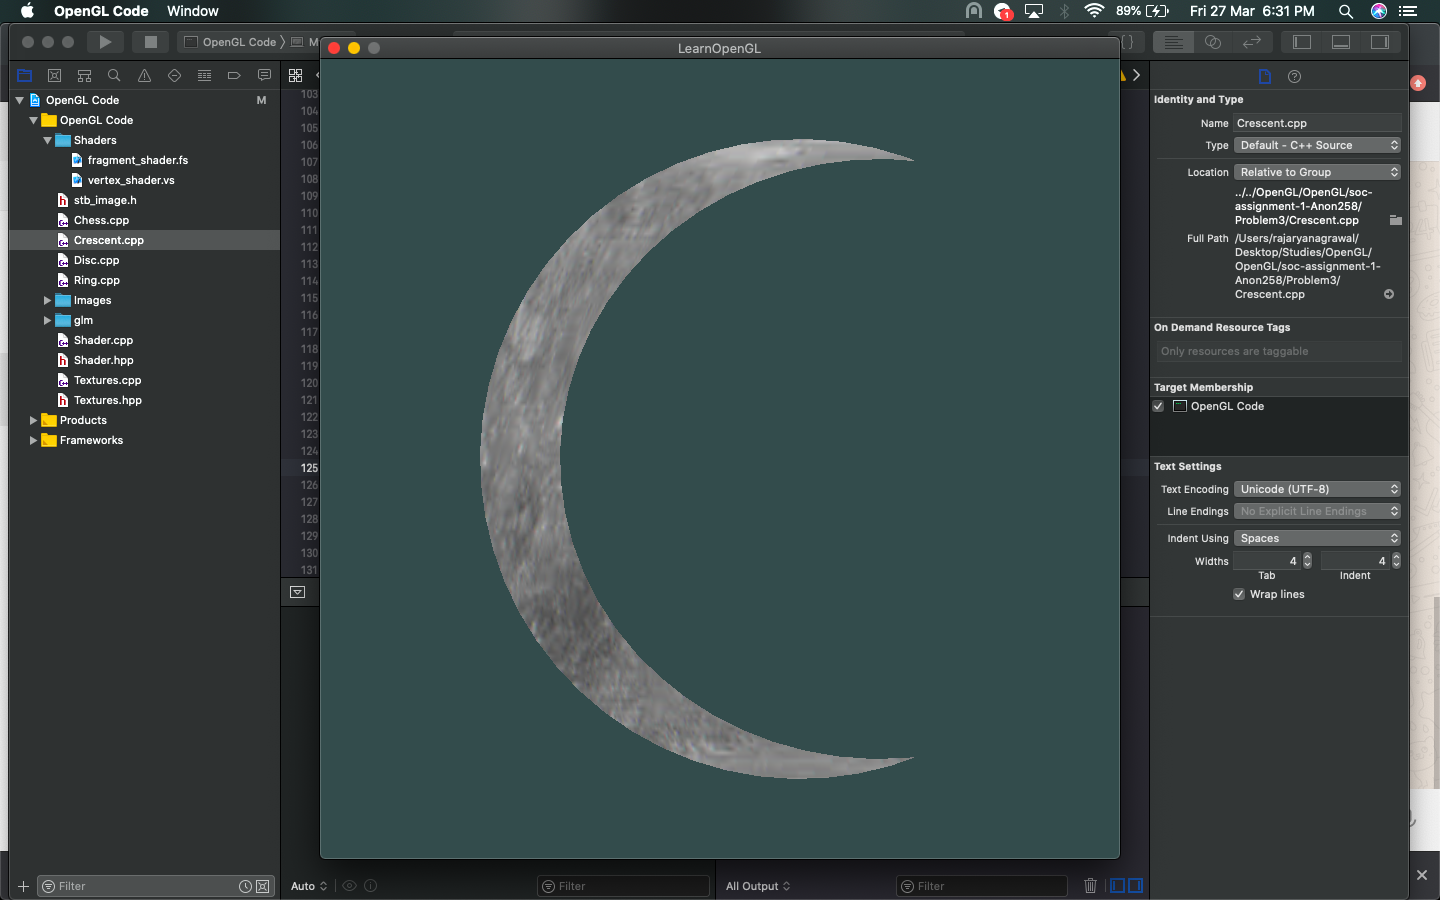 OpenGL Code Window
1
89%
Fri 27 Mar 6:31 PM
OpenGL Code
M
LearnOpenGL
OpenGL Code
M
OpenGL Code
Shaders
fragment_shader.fs
vertex_shader.vs
stb_image.h
Chess.cpp
Crescent.cpp
Disc.cpp
Ring.cpp
Images
glm
Shader.cpp
Shader.hpp
Textures.cpp
Textures.hpp
Products
Frameworks
Filter
103
104
105
106
107
108
109
110
111
112
113
114
115
116
117
118
119
120
121
122
123
124
125
126
127
128
129
130
131
Auto
Filter
All Output
Filter
Identity and Type
Name Crescent.cpp
Type Default - C++ Source
Location Relative to Group
../../OpenGL/OpenGL/soc-
assignment-1-Anon258/
Problem3/Crescent.cpp
Full Path /Users/rajaryanagrawal/
Desktop/Studies/OpenGL/
OpenGL/soc-assignment-1-
Anon258/Problem3/
Crescent.cpp
On Demand Resource Tags
Only resources are taggable
Target Membership
OpenGL Code
Text Settings
Text Encoding Unicode (UTF-8)
Line Endings No Explicit Line Endings
Indent Using Spaces
Widths 4 4
Tab Indent
Wrap lines